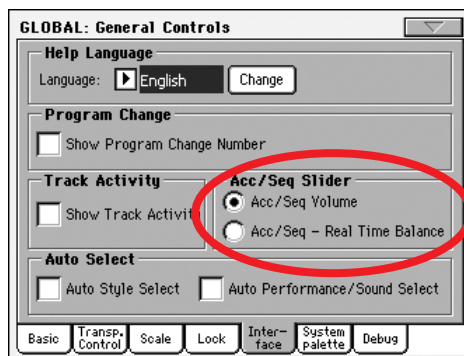 GLOBAL: General Controls
Help Language
Language: English Change
Program Change
Show Program Change Number
Track Activity
Show Track Activity
Acc/Seq Slider
Acc/Seq Volume
Acc/Seq - Real Time Balance
Auto Select
Auto Style Select Auto Performance/Sound Select
Basic Transp. Control Scale Lock Inter-face System palette Debug